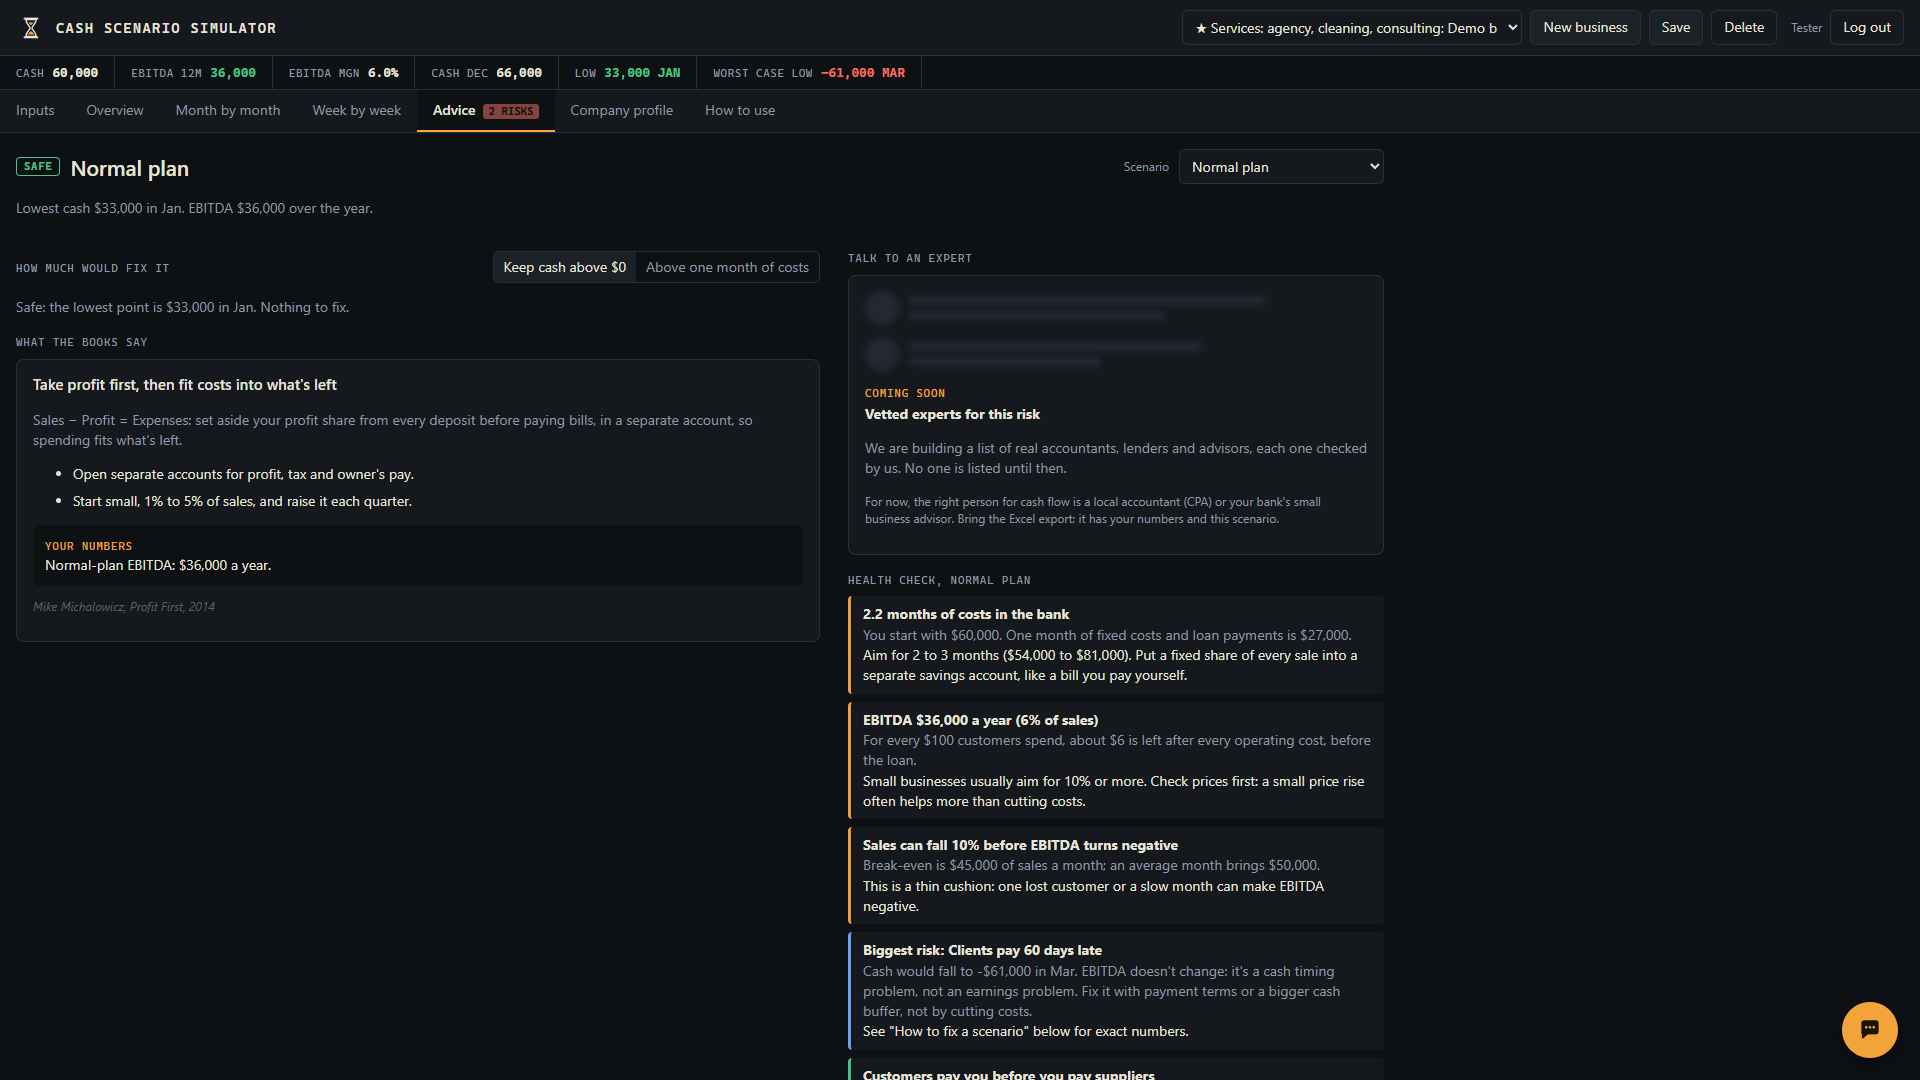 CASH SCENARIO SIMULATOR
★ Services: agency, cleaning, consulting: Demo b
New business
Save
Delete
Tester
Log out
CASH 60,000
EBITDA 12M 36,000
EBITDA MGN 6.0%
CASH DEC 66,000
LOW 33,000 JAN
WORST CASE LOW −61,000 MAR
Inputs
Overview
Month by month
Week by week
Advice 2 RISKS
Company profile
How to use
SAFE Normal plan
Scenario Normal plan
Lowest cash $33,000 in Jan. EBITDA $36,000 over the year.
HOW MUCH WOULD FIX IT
Keep cash above $0
Above one month of costs
Safe: the lowest point is $33,000 in Jan. Nothing to fix.
WHAT THE BOOKS SAY
Take profit first, then fit costs into what's left
Sales − Profit = Expenses: set aside your profit share from every deposit before paying bills, in a separate account, so
spending fits what's left.
• Open separate accounts for profit, tax and owner's pay.
• Start small, 1% to 5% of sales, and raise it each quarter.
YOUR NUMBERS
Normal-plan EBITDA: $36,000 a year.
Mike Michalowicz, Profit First, 2014
TALK TO AN EXPERT
COMING SOON
Vetted experts for this risk
We are building a list of real accountants, lenders and advisors, each one checked
by us. No one is listed until then.
For now, the right person for cash flow is a local accountant (CPA) or your bank's small
business advisor. Bring the Excel export: it has your numbers and this scenario.
HEALTH CHECK, NORMAL PLAN
2.2 months of costs in the bank
You start with $60,000. One month of fixed costs and loan payments is $27,000.
Aim for 2 to 3 months ($54,000 to $81,000). Put a fixed share of every sale into a
separate savings account, like a bill you pay yourself.
EBITDA $36,000 a year (6% of sales)
For every $100 customers spend, about $6 is left after every operating cost, before
the loan.
Small businesses usually aim for 10% or more. Check prices first: a small price rise
often helps more than cutting costs.
Sales can fall 10% before EBITDA turns negative
Break-even is $45,000 of sales a month; an average month brings $50,000.
This is a thin cushion: one lost customer or a slow month can make EBITDA
negative.
Biggest risk: Clients pay 60 days late
Cash would fall to -$61,000 in Mar. EBITDA doesn't change: it's a cash timing
problem, not an earnings problem. Fix it with payment terms or a bigger cash
buffer, not by cutting costs.
See "How to fix a scenario" below for exact numbers.
Customers pay you before you pay suppliers